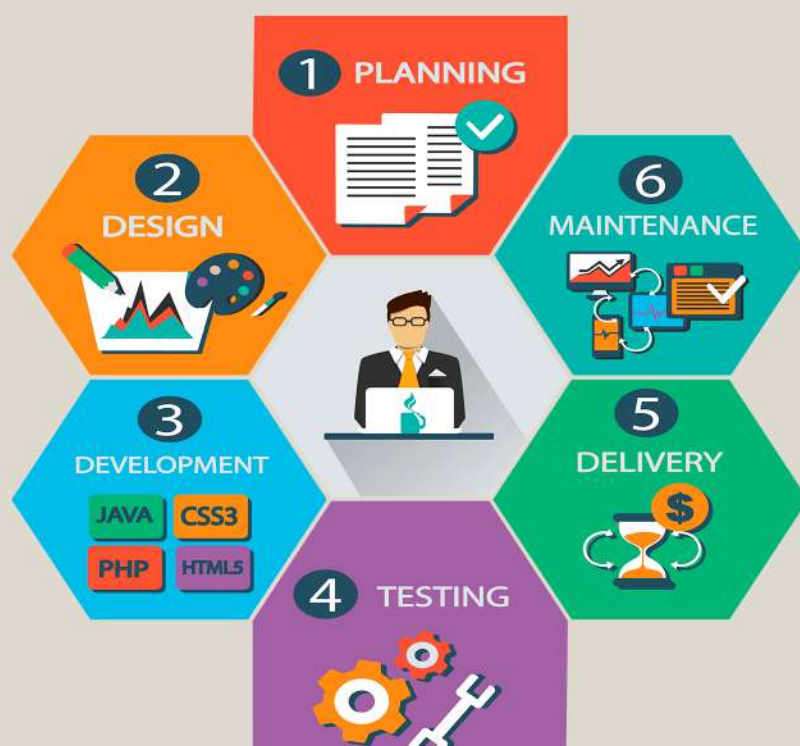 1 PLANNING
2
DESIGN
3
DEVELOPMENT
JAVA CSS3
PHP HTML5
4 TESTING
5
DELIVERY
$
6
MAINTENANCE